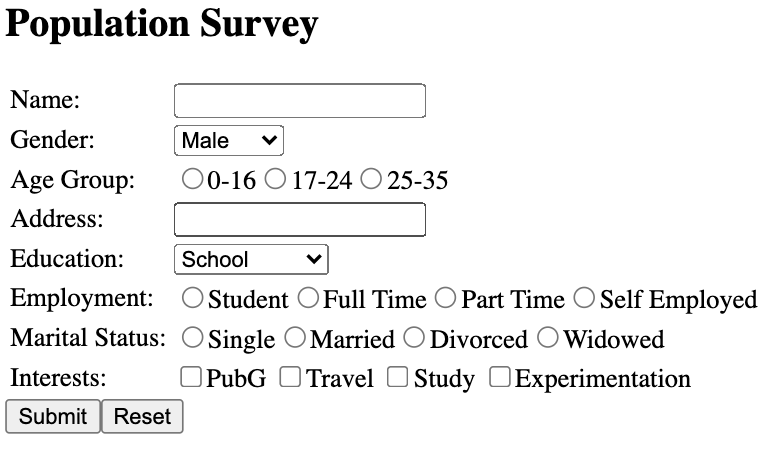 Population Survey
Name:
Gender: Male
Age Group: 0-16 17-24 25-35
Address:
Education: School
Employment: Student Full Time Part Time Self Employed
Marital Status: Single Married Divorced Widowed
Interests: PubG Travel Study Experimentation
Submit Reset